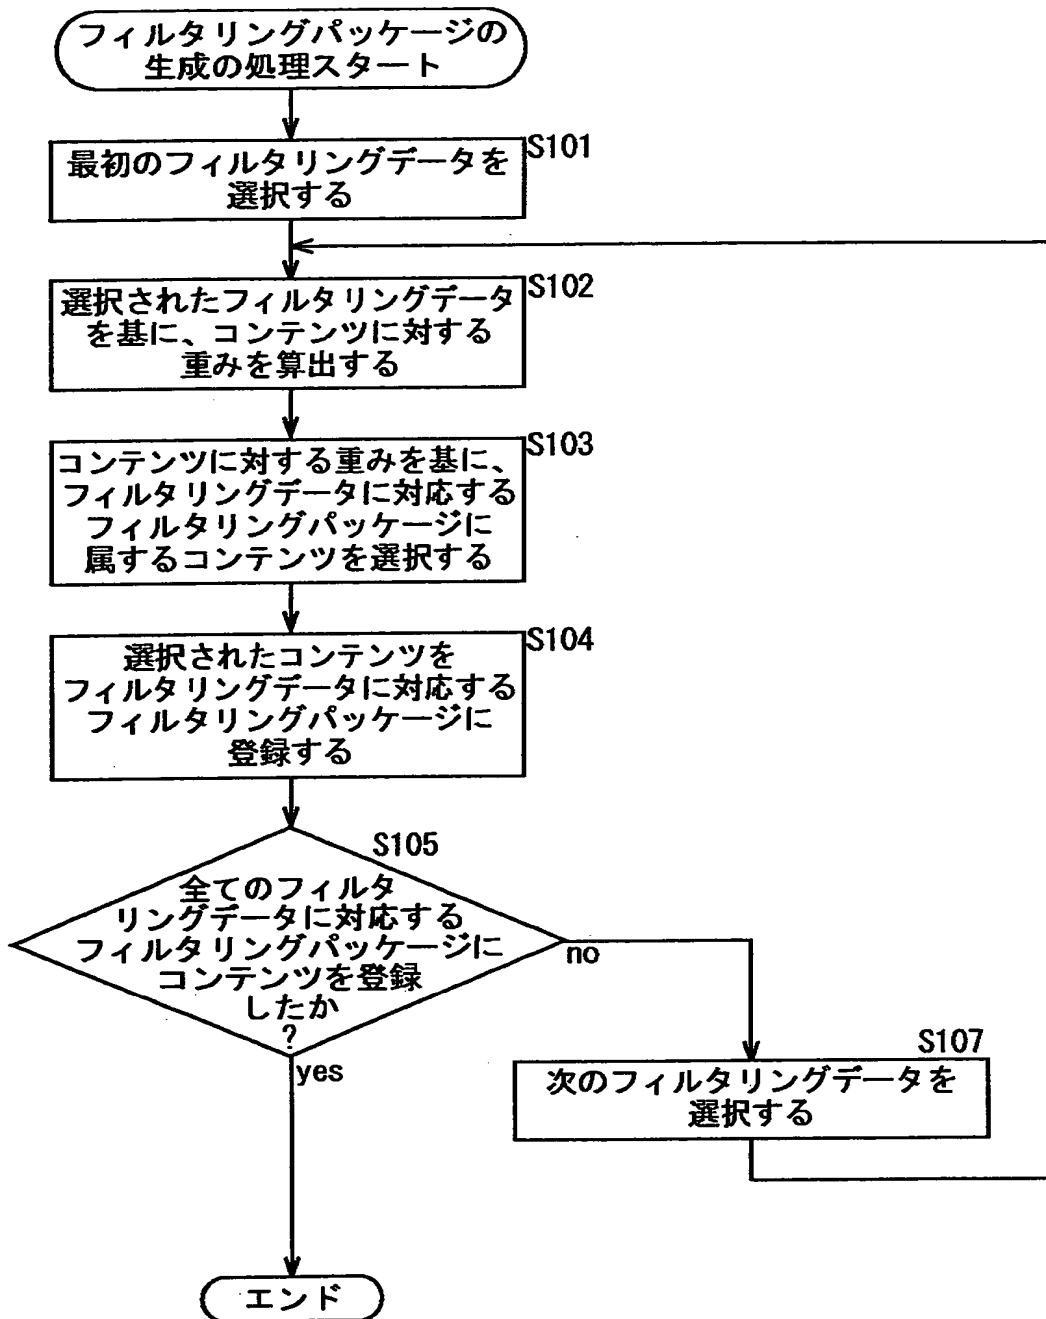 フィルタリングパッケージの
生成の処理スタート
S101
最初のフィルタリングデータを
選択する
S102
選択されたフィルタリングデータ
を基に、コンテンツに対する
重みを算出する
S103
コンテンツに対する重みを基に、
フィルタリングデータに対応する
フィルタリングパッケージに
属するコンテンツを選択する
S104
選択されたコンテンツを
フィルタリングデータに対応する
フィルタリングパッケージに
登録する
S105
全てのフィルタ
リングデータに対応する
フィルタリングパッケージに
コンテンツを登録
したか
?
no
yes
S107
次のフィルタリングデータを
選択する
エンド